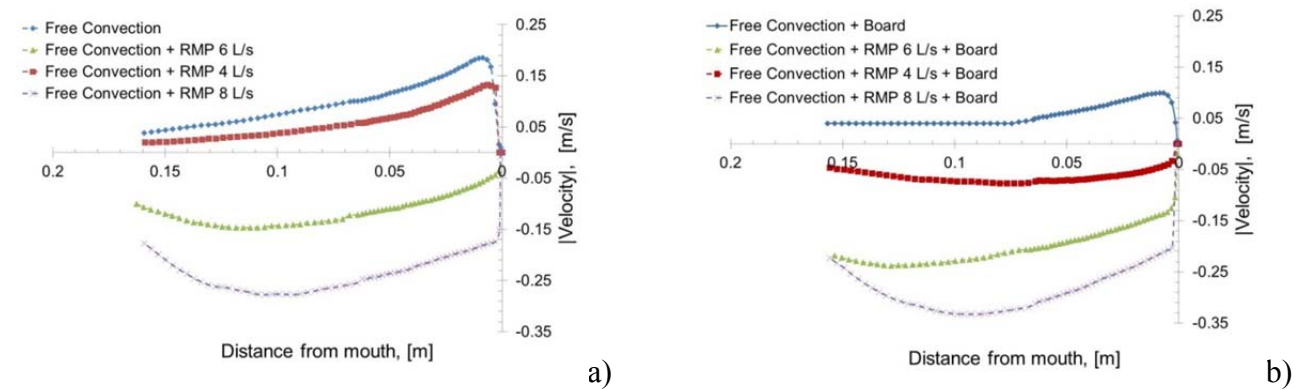 Free Convection
Free Convection + RMP 6 L/s
Free Convection + RMP 4 L/s
Free Convection + RMP 8 L/s
0.25
0.15
0.05
-0.05
-0.15
-0.25
-0.35
0.2
0.15
0.1
0.05
0
|Velocity|, [m/s]
Distance from mouth, [m]
a)
Free Convection + Board
Free Convection + RMP 6 L/s + Board
Free Convection + RMP 4 L/s + Board
Free Convection + RMP 8 L/s + Board
0.25
0.15
0.05
-0.05
-0.15
-0.25
-0.35
0.2
0.15
0.1
0.05
0
|Velocity|, [m/s]
Distance from mouth, [m]
b)